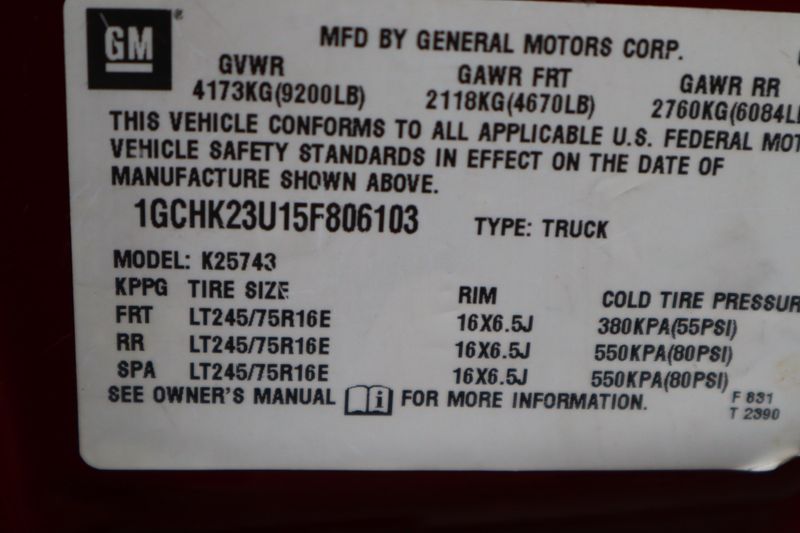 GM
MFD BY GENERAL MOTORS CORP.
GVWR GAWR FRT GAWR RR
4173KG(9200LB) 2118KG(4670LB) 2760KG(6084LB
THIS VEHICLE CONFORMS TO ALL APPLICABLE U.S. FEDERAL MOT
VEHICLE SAFETY STANDARDS IN EFFECT ON THE DATE OF
MANUFACTURE SHOWN ABOVE.
1GCHK23U15F806103 TYPE: TRUCK
MODEL: K25743
KPPG TIRE SIZE RIM COLD TIRE PRESSUR
FRT LT245/75R16E 16X6.5J 380KPA(55PSI)
RR LT245/75R16E 16X6.5J 550KPA(80PSI)
SPA LT245/75R16E 16X6.5J 550KPA(80PSI)
SEE OWNER'S MANUAL i FOR MORE INFORMATION.
F 831
T 2390